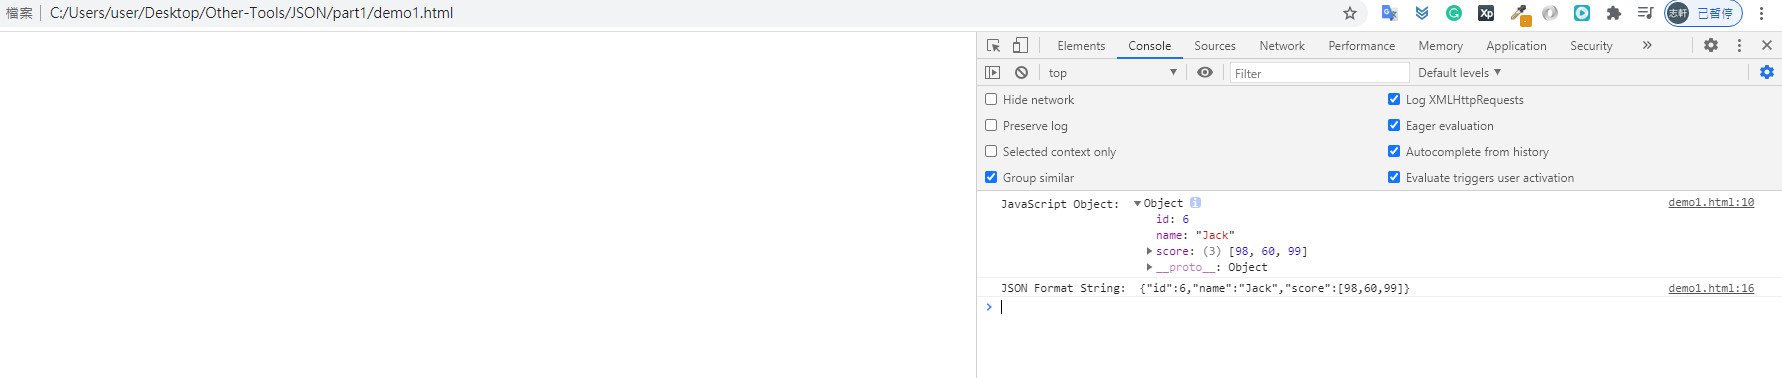 檔案 C:/Users/user/Desktop/Other-Tools/JSON/part1/demo1.html Xp 志軒 已暫停
Elements Console Sources Network Performance Memory Application Security »
top Filter Default levels
Hide network Log XMLHttpRequests
Preserve log Eager evaluation
Selected context only Autocomplete from history
Group similar Evaluate triggers user activation
JavaScript Object: Object i demo1.html:10
id: 6
name: "Jack"
score: (3) [98, 60, 99]
__proto__: Object
JSON Format String: {"id":6,"name":"Jack","score":[98,60,99]} demo1.html:16
>